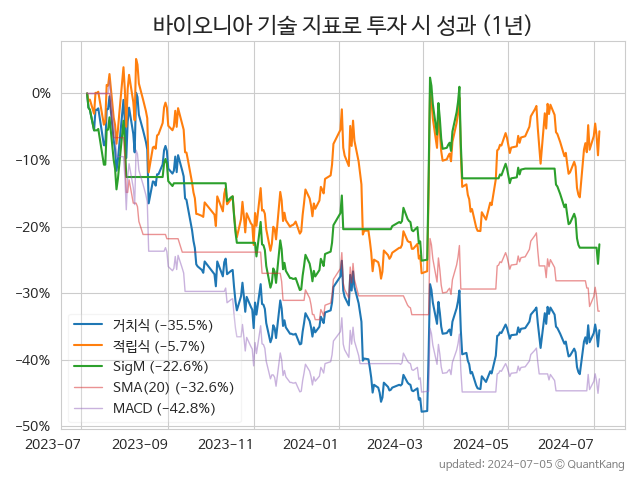 바이오니아 기술 지표로 투자 시 성과 (1년)
0%
−10%
−20%
−30%
−40%
−50%
거치식 (−35.5%)
적립식 (−5.7%)
SigM (−22.6%)
SMA(20) (−32.6%)
MACD (−42.8%)
2023–07 2023–09 2023–11 2024–01 2024–03 2024–05 2024–07
updated: 2024–07–05 ⓒ QuantKang